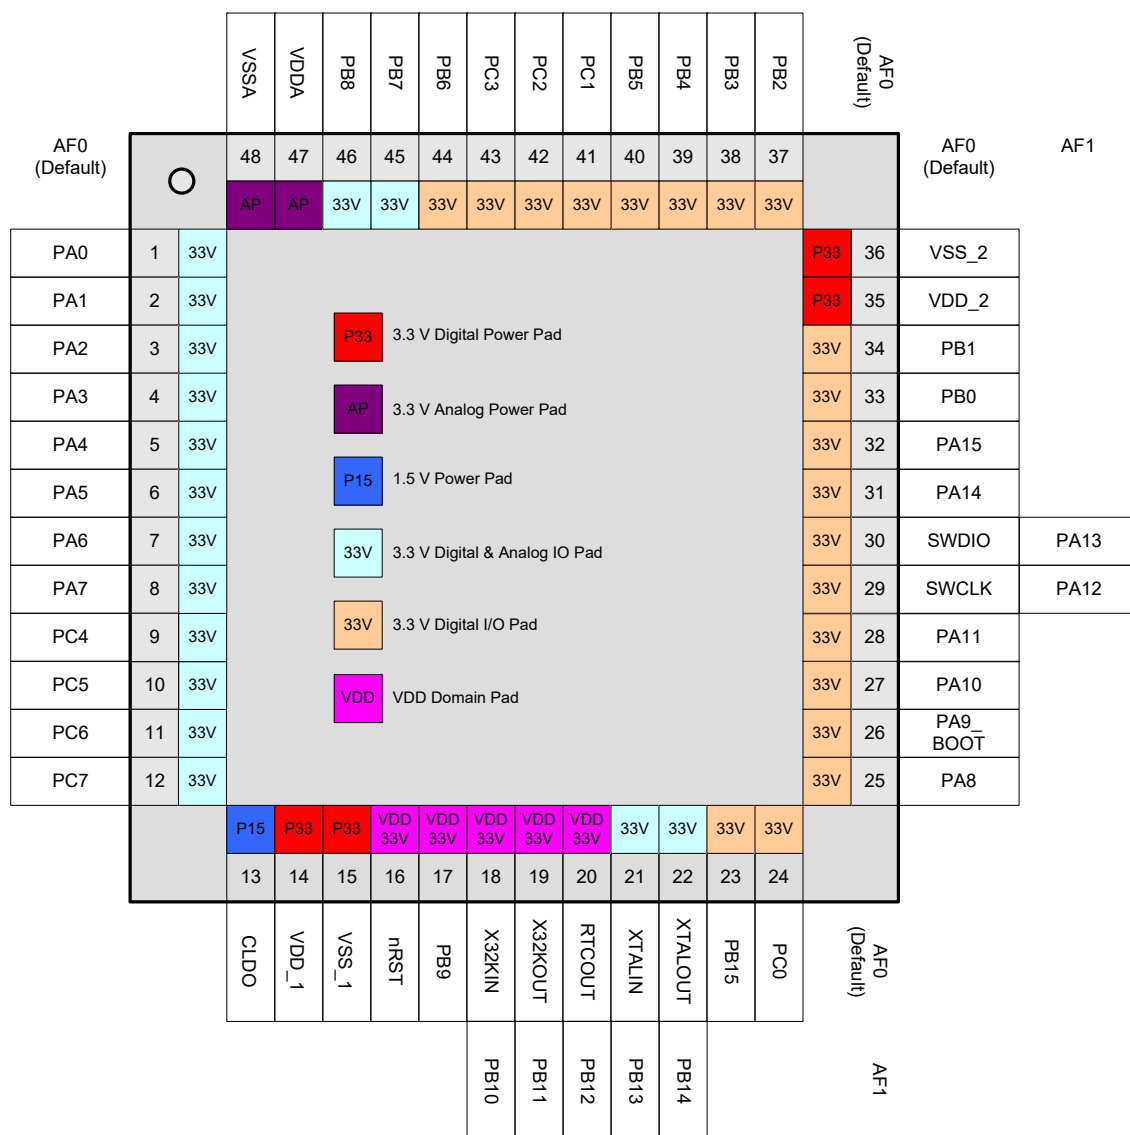 VSSA VDDA PB8 PB7 PB6 PC3 PC2 PC1 PB5 PB4 PB3 PB2 AF0
(Default)
AF0
(Default)
48 47 46 45 44 43 42 41 40 39 38 37
AF0
(Default)
AF1
AP AP 33V 33V 33V 33V 33V 33V 33V 33V 33V 33V
PA0 1 33V P33 36 VSS_2
PA1 2 33V P33 35 VDD_2
PA2 3 33V 33V 34 PB1
P33 3.3 V Digital Power Pad
PA3 4 33V 33V 33 PB0
AP 3.3 V Analog Power Pad
PA4 5 33V 33V 32 PA15
PA5 6 33V 33V 31 PA14
P15 1.5 V Power Pad
PA6 7 33V 33V 30 SWDIO PA13
33V 3.3 V Digital & Analog IO Pad
PA7 8 33V 33V 29 SWCLK PA12
PC4 9 33V 33V 28 PA11
33V 3.3 V Digital I/O Pad
PC5 10 33V 33V 27 PA10
VDD VDD Domain Pad
PC6 11 33V 33V 26 PA9_
BOOT
PC7 12 33V 33V 25 PA8
P15 P33 P33 VDD VDD VDD VDD VDD 33V 33V 33V 33V
33V 33V 33V 33V 33V
13 14 15 16 17 18 19 20 21 22 23 24
CLDO VDD_1 VSS_1 nRST PB9 X32KIN X32KOUT RTCOUT XTALIN XTALOUT PB15 PC0 AF0
(Default)
PB10 PB11 PB12 PB13 PB14 AF1